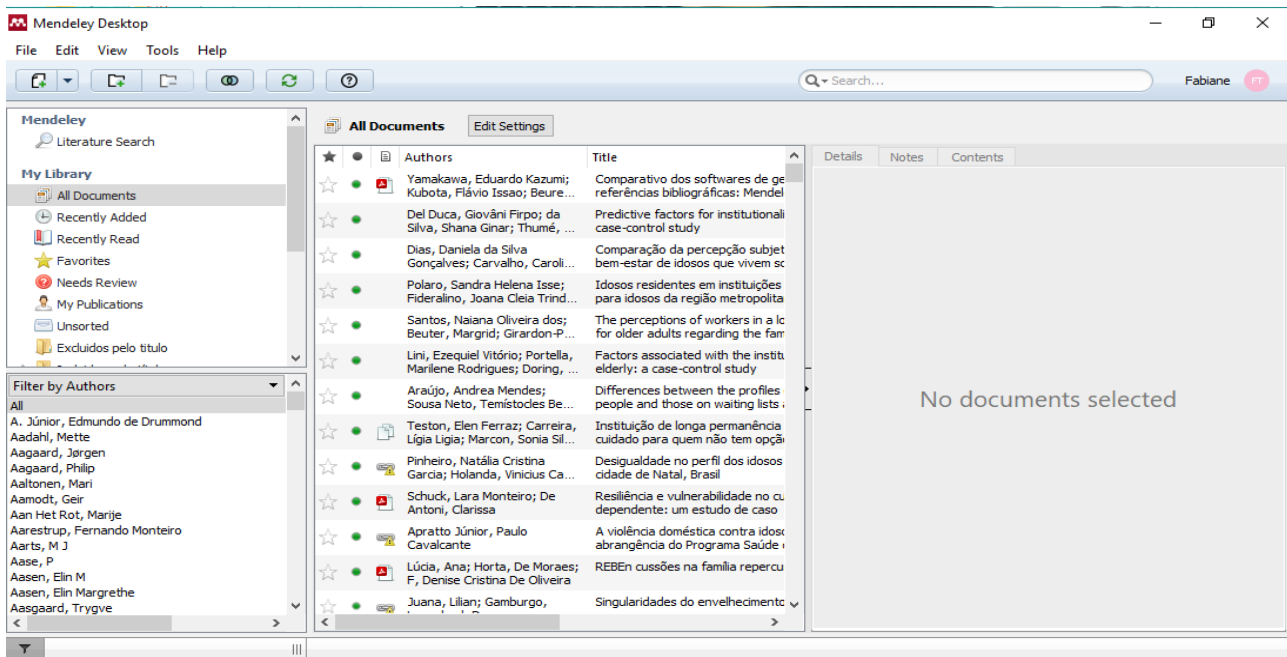 Mendeley Desktop
File Edit View Tools Help
Search...
Fabiane
FT
Mendeley
Literature Search
My Library
All Documents
Recently Added
Recently Read
Favorites
Needs Review
My Publications
Unsorted
Excluidos pelo titulo
Filter by Authors
All
A. Júnior, Edmundo de Drummond
Aadahl, Mette
Aagaard, Jørgen
Aagaard, Philip
Aaltonen, Mari
Aamodt, Geir
Aan Het Rot, Marije
Aarestrup, Fernando Monteiro
Aarts, M J
Aase, P
Aasen, Elin M
Aasen, Elin Margrethe
Aasgaard, Trygve
All Documents Edit Settings
Authors Title
Yamakawa, Eduardo Kazumi;
Kubota, Flávio Issao; Beure...
Comparativo dos softwares de ge
referências bibliográficas: Mendel
Del Duca, Giovâni Firpo; da
Silva, Shana Ginar; Thumé, ...
Predictive factors for institutionali
case-control study
Dias, Daniela da Silva
Gonçalves; Carvalho, Caroli...
Comparação da percepção subjet
bem-estar de idosos que vivem so
Polaro, Sandra Helena Isse;
Fideralino, Joana Cleia Trind...
Idosos residentes em instituições
para idosos da região metropolita
Santos, Naiana Oliveira dos;
Beuter, Margrid; Girardon-P...
The perceptions of workers in a lo
for older adults regarding the fam
Lini, Ezequiel Vitório; Portella,
Marilene Rodrigues; Doring, ...
Factors associated with the institu
elderly: a case-control study
Araújo, Andrea Mendes;
Sousa Neto, Temístocles Be...
Differences between the profiles
people and those on waiting lists
Teston, Elen Ferraz; Carreira,
Lígia Ligia; Marcon, Sonia Sil...
Instituição de longa permanência
cuidado para quem não tem opçã
Pinheiro, Natália Cristina
Garcia; Holanda, Vinicius Ca...
Desigualdade no perfil dos idosos
cidade de Natal, Brasil
Schuck, Lara Monteiro; De
Antoni, Clarissa
Resiliência e vulnerabilidade no cu
dependente: um estudo de caso
Apratto Júnior, Paulo
Cavalcante
A violência doméstica contra idoso
abrangência do Programa Saúde
Lúcia, Ana; Horta, De Moraes;
F, Denise Cristina De Oliveira
REBEn cussões na família repercu
Juana, Lilian; Gamburgo,
Singularidades do envelhecimento
Details Notes Contents
No documents selected